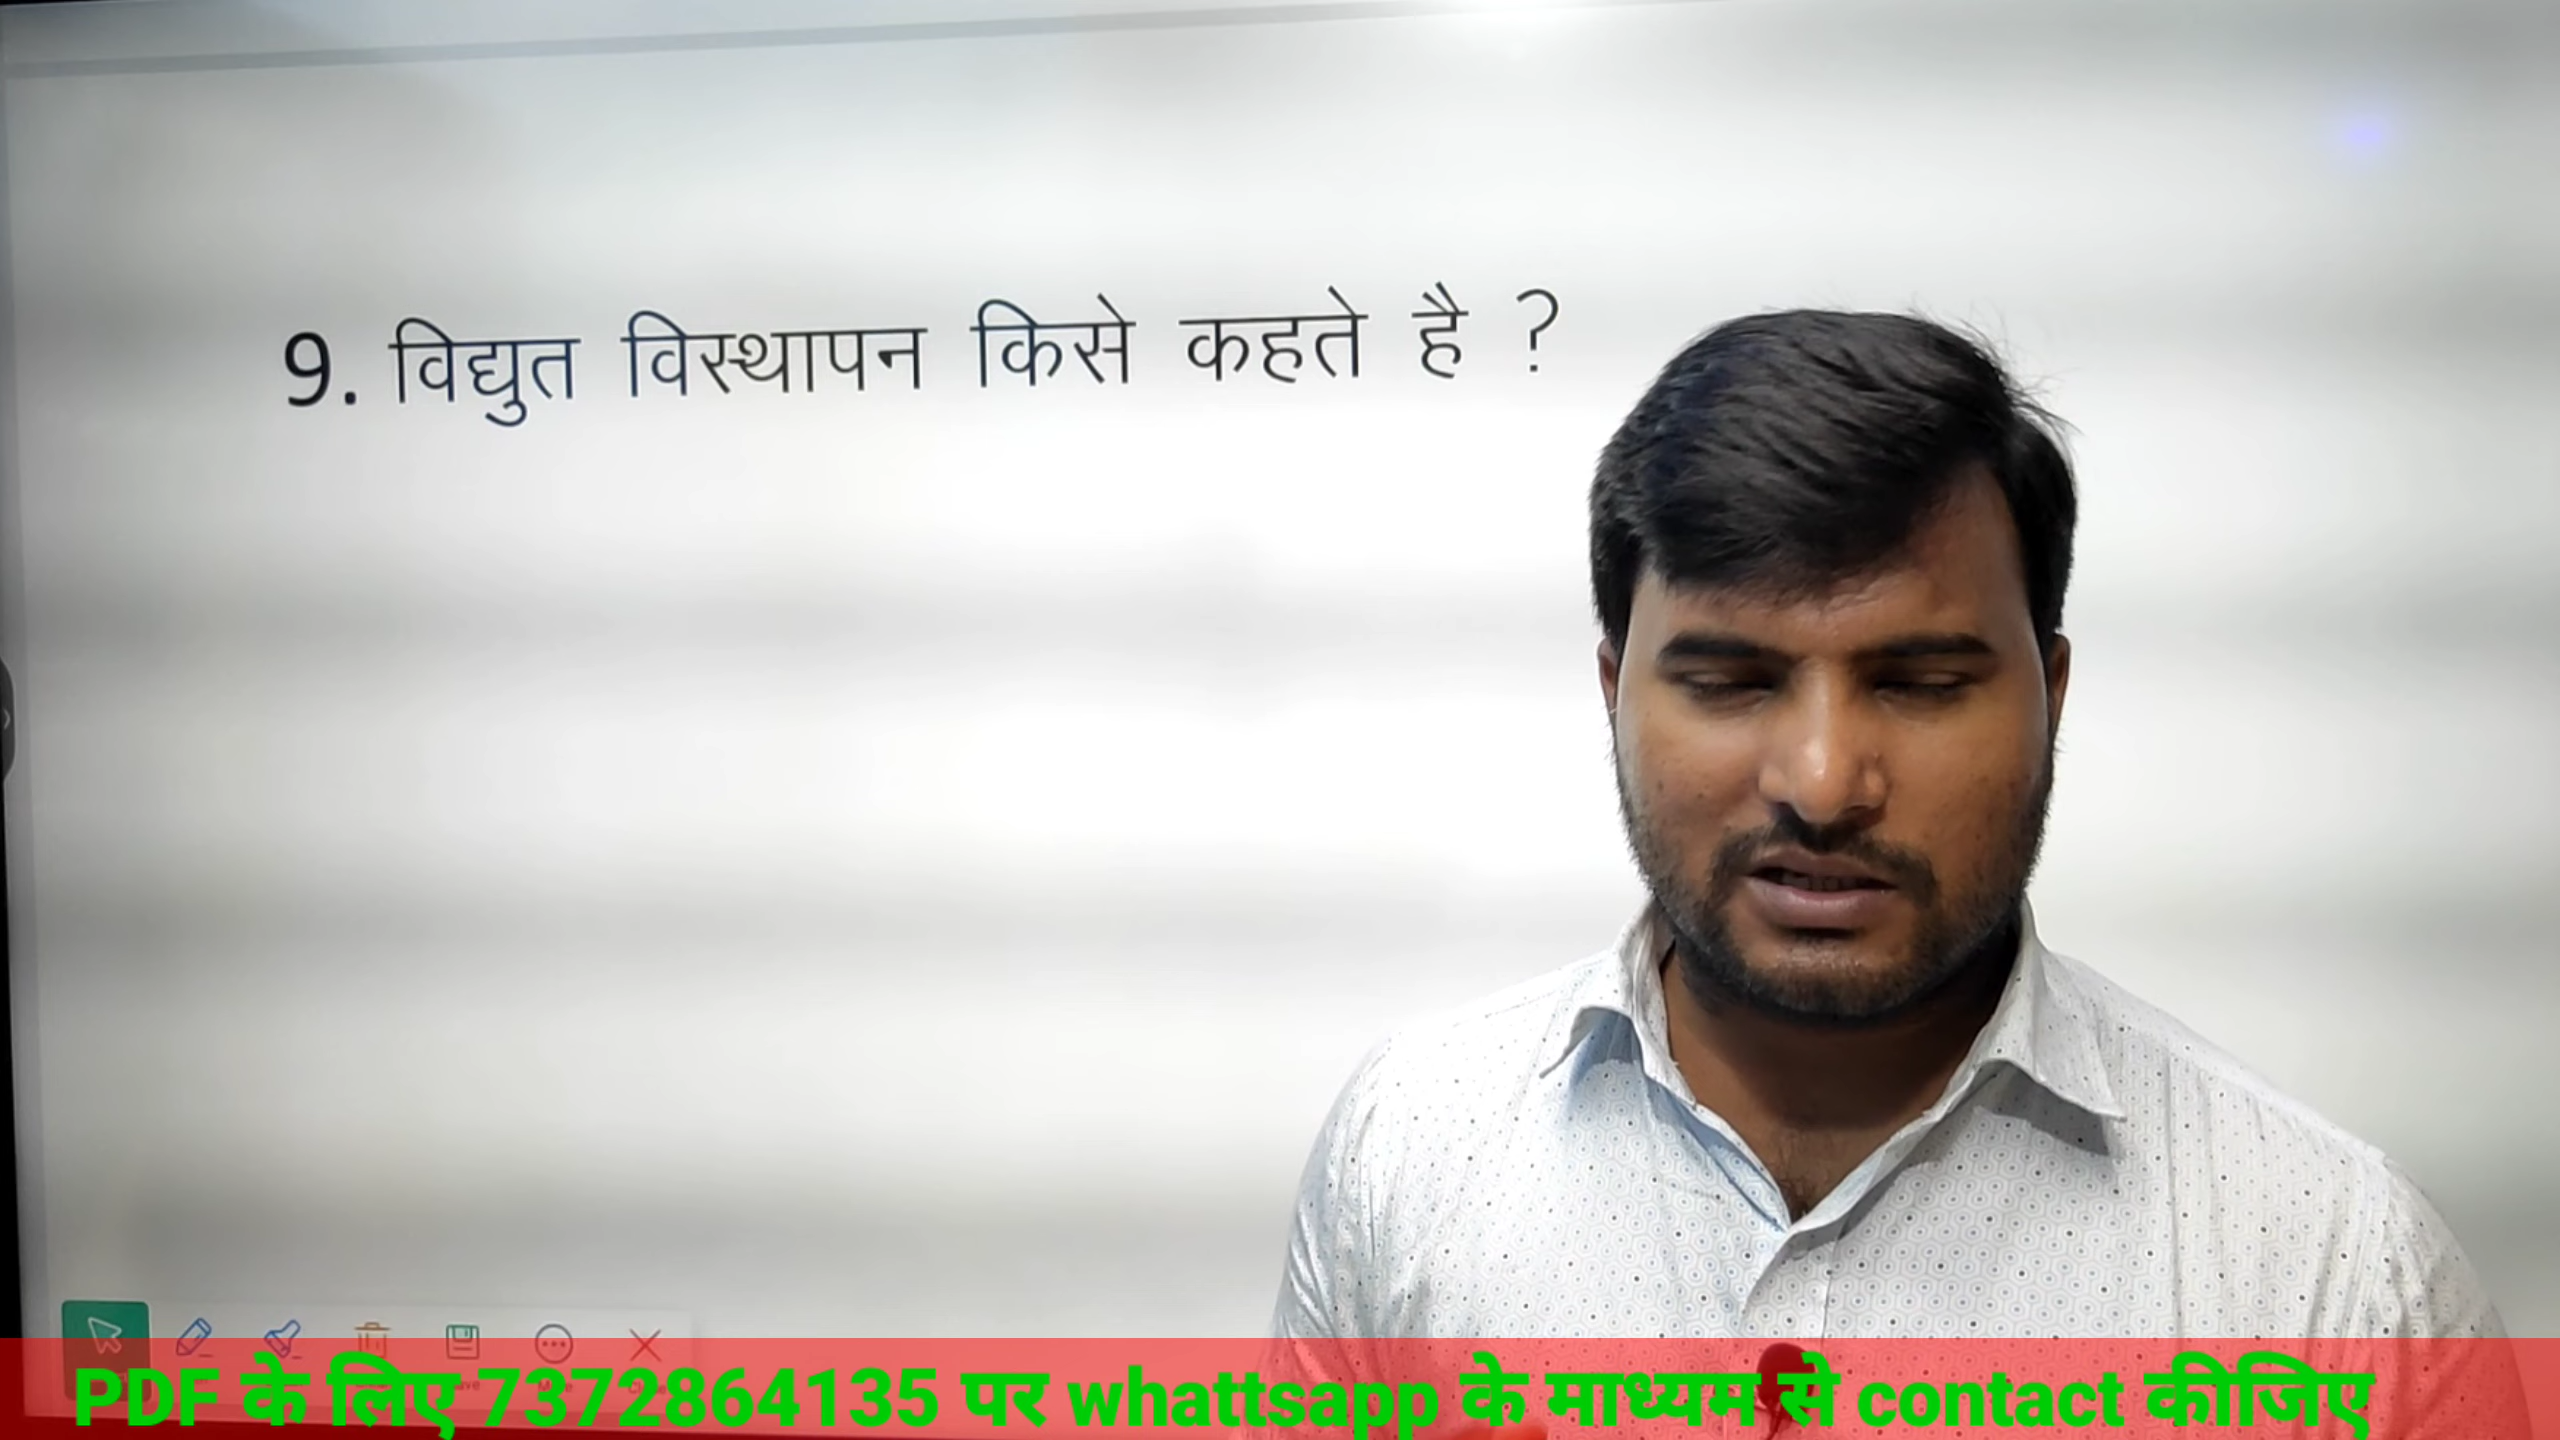 9. विद्युत विस्थापन किसे कहते है ?
PDF के लिए 7372864135 पर whattsapp के माध्यम से contact कीजिए